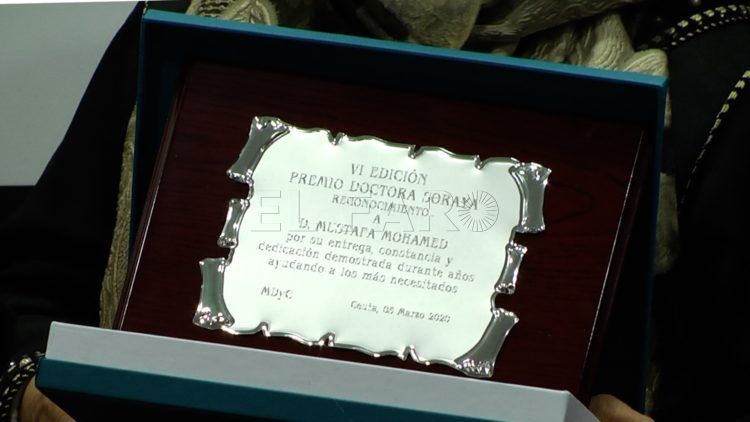 VI EDICIÓN
PREMIO DOCTORA SORAYA
RECONOCIMIENTO
A
D. MUSTAFA MOHAMED
por su entrega, constancia y
dedicación demostrada durante años
ayudando a los más necesitados
MDyC
Ceuta, 05 Marzo 2020
EL FARO